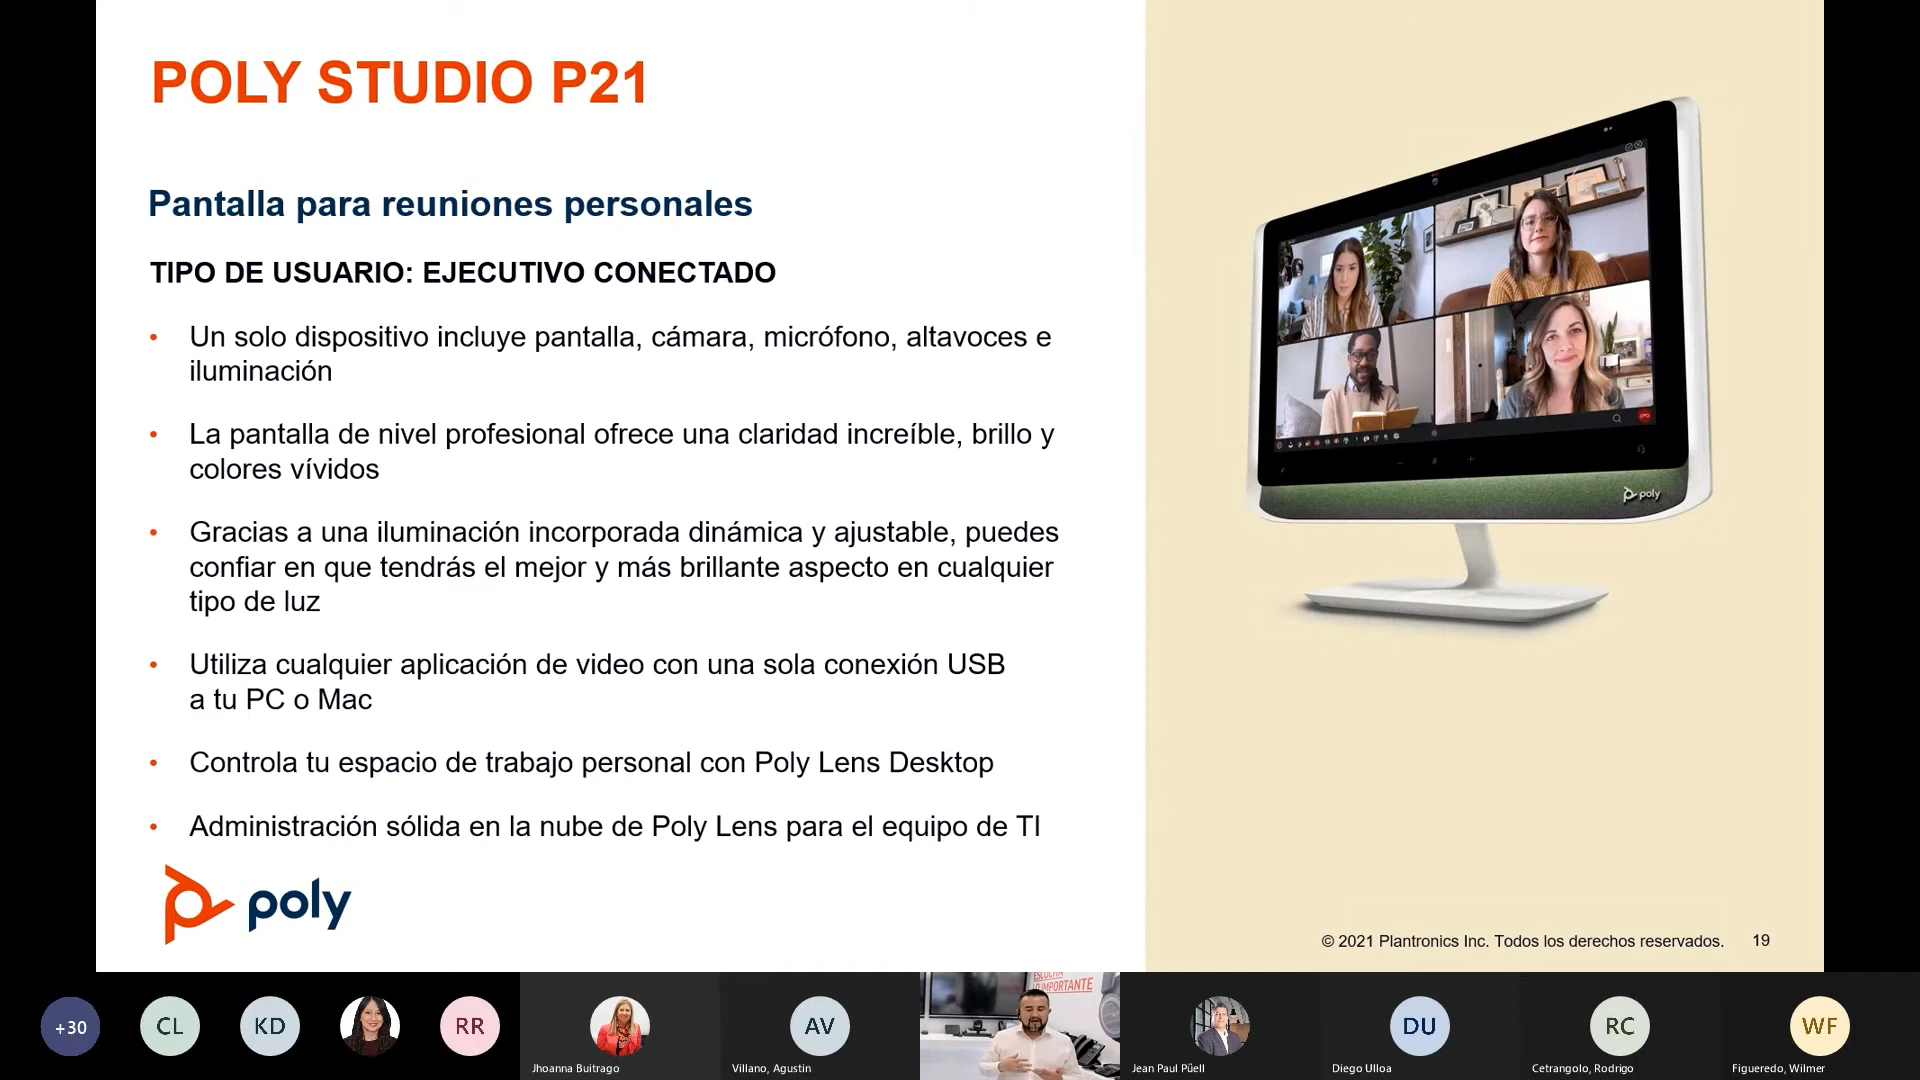 POLY STUDIO P21
Pantalla para reuniones personales
TIPO DE USUARIO: EJECUTIVO CONECTADO
• Un solo dispositivo incluye pantalla, cámara, micrófono, altavoces e
iluminación
• La pantalla de nivel profesional ofrece una claridad increíble, brillo y
colores vívidos
• Gracias a una iluminación incorporada dinámica y ajustable, puedes
confiar en que tendrás el mejor y más brillante aspecto en cualquier
tipo de luz
• Utiliza cualquier aplicación de video con una sola conexión USB
a tu PC o Mac
• Controla tu espacio de trabajo personal con Poly Lens Desktop
• Administración sólida en la nube de Poly Lens para el equipo de TI
poly
poly
© 2021 Plantronics Inc. Todos los derechos reservados.
19
+30
CL
KD
RR
Jhoanna Buitrago
AV
Villano, Agustin
ESCUCHA
LO IMPORTANTE
Jean Paul Püell
DU
Diego Ulloa
RC
Cetrangolo, Rodrigo
WF
Figueredo, Wilmer